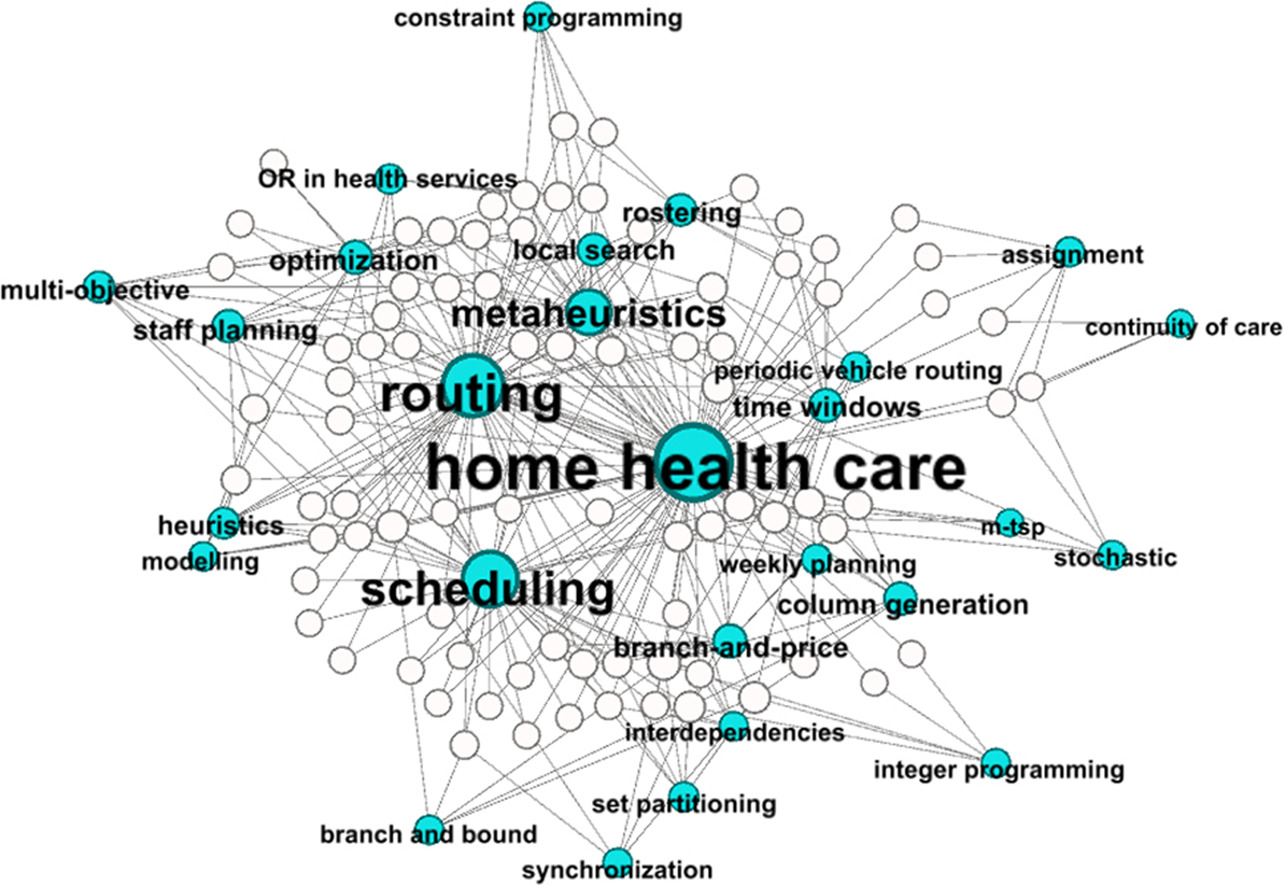 constraint programming
OR in health services
rostering
local search
optimization
assignment
multi-objective
staff planning
metaheuristics
continuity of care
periodic vehicle routing
routing
time windows
home health care
heuristics
m-tsp
modelling
stochastic
weekly planning
scheduling
column generation
branch-and-price
interdependencies
integer programming
set partitioning
branch and bound
synchronization